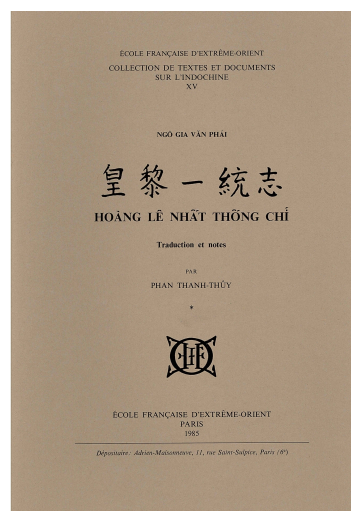 ÉCOLE FRANÇAISE D'EXTRÊME-ORIENT
COLLECTION DE TEXTES ET DOCUMENTS
SUR L'INDOCHINE
XV
NGÔ GIA VĂN PHÁI
皇黎一統志
HOÀNG LÊ NHẤT THỐNG CHÍ
Traduction et notes
PAR
PHAN THANH-THỦY
*
ÉCOLE FRANÇAISE D'EXTRÊME-ORIENT
PARIS
1985
Dépositaire : Adrien-Maisonneuve, 11, rue Saint-Sulpice, Paris (6e)